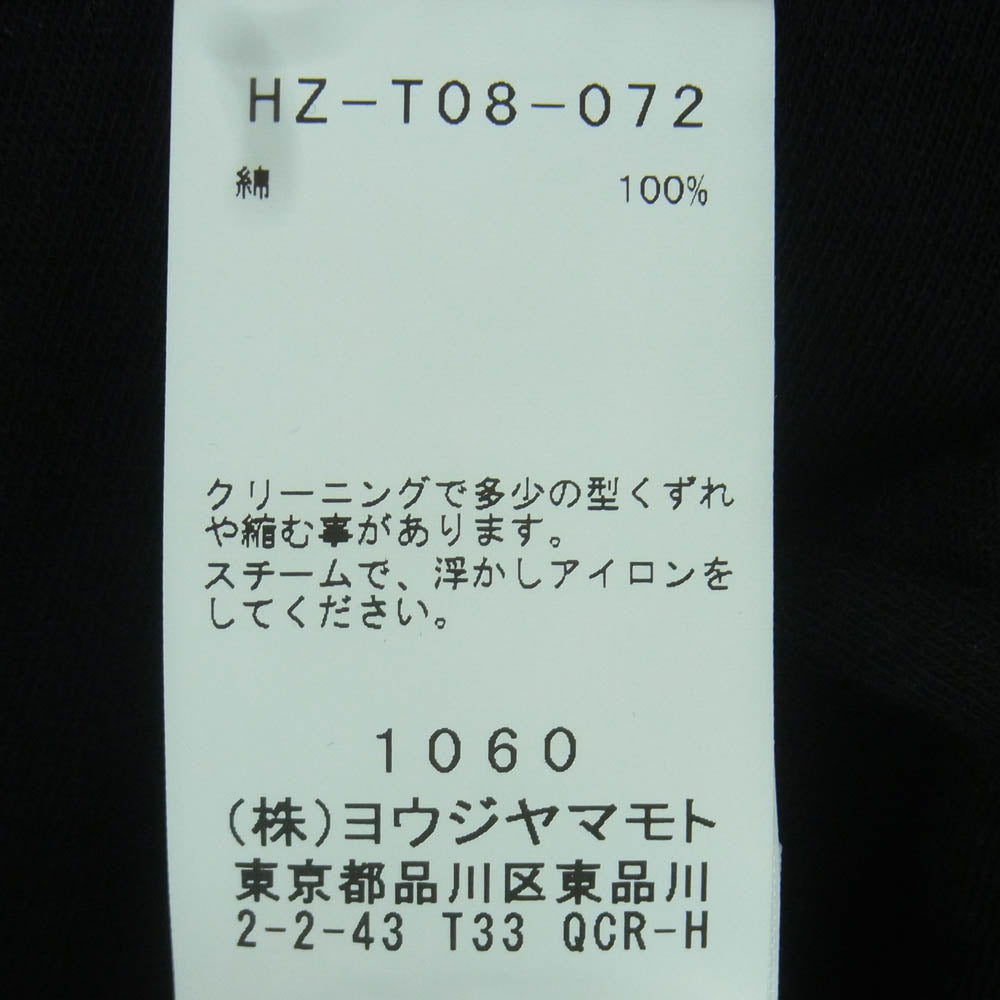 HZ-T08-072
綿 100%
クリーニングで多少の型くずれ
や縮む事があります。
スチームで、浮かしアイロンを
してください。
1060
(株)ヨウジヤマモト
東京都品川区東品川
2-2-43 T33 QCR-H